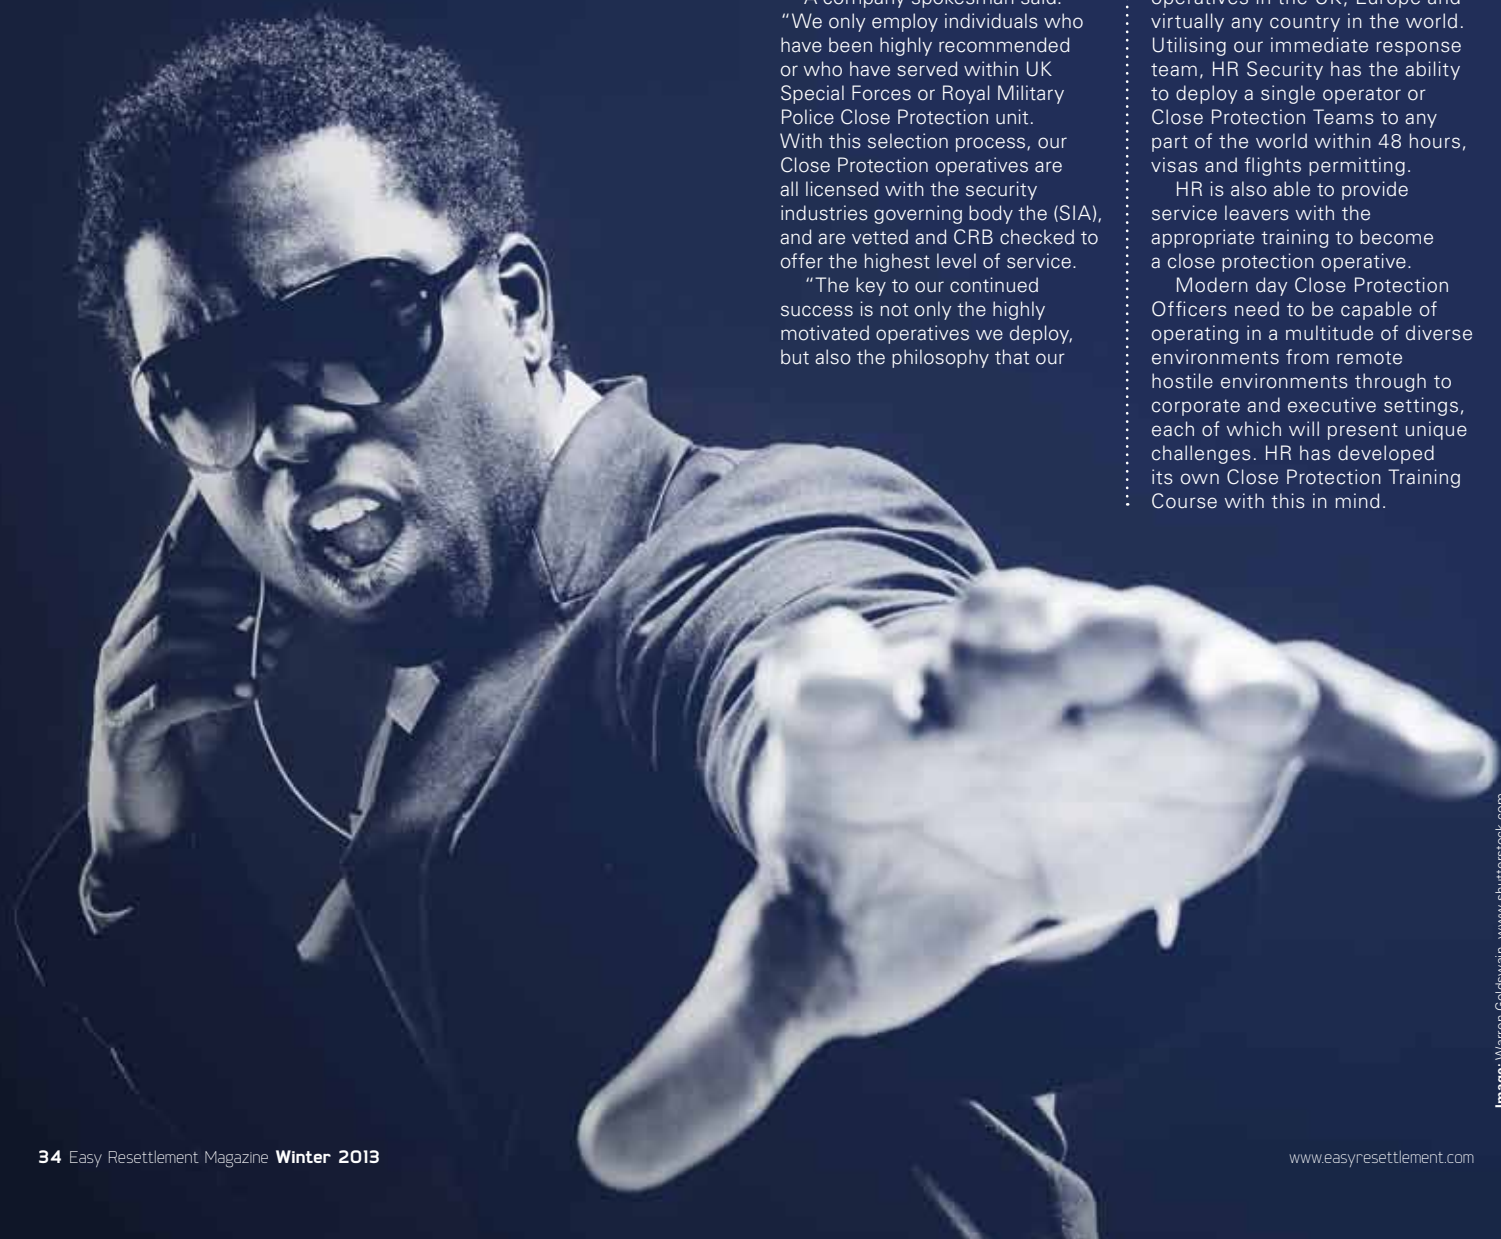 A company spokesman said:
“We only employ individuals who
have been highly recommended
or who have served within UK
Special Forces or Royal Military
Police Close Protection unit.
With this selection process, our
Close Protection operatives are
all licensed with the security
industries governing body the (SIA),
and are vetted and CRB checked to
offer the highest level of service.
“The key to our continued
success is not only the highly
motivated operatives we deploy,
but also the philosophy that our
operatives in the UK, Europe and
virtually any country in the world.
Utilising our immediate response
team, HR Security has the ability
to deploy a single operator or
Close Protection Teams to any
part of the world within 48 hours,
visas and flights permitting.
HR is also able to provide
service leavers with the
appropriate training to become
a close protection operative.
Modern day Close Protection
Officers need to be capable of
operating in a multitude of diverse
environments from remote
hostile environments through to
corporate and executive settings,
each of which will present unique
challenges. HR has developed
its own Close Protection Training
Course with this in mind.
Image: Warren Goldswain, www.shutterstock.com
34 Easy Resettlement Magazine Winter 2013
www.easyresettlement.com